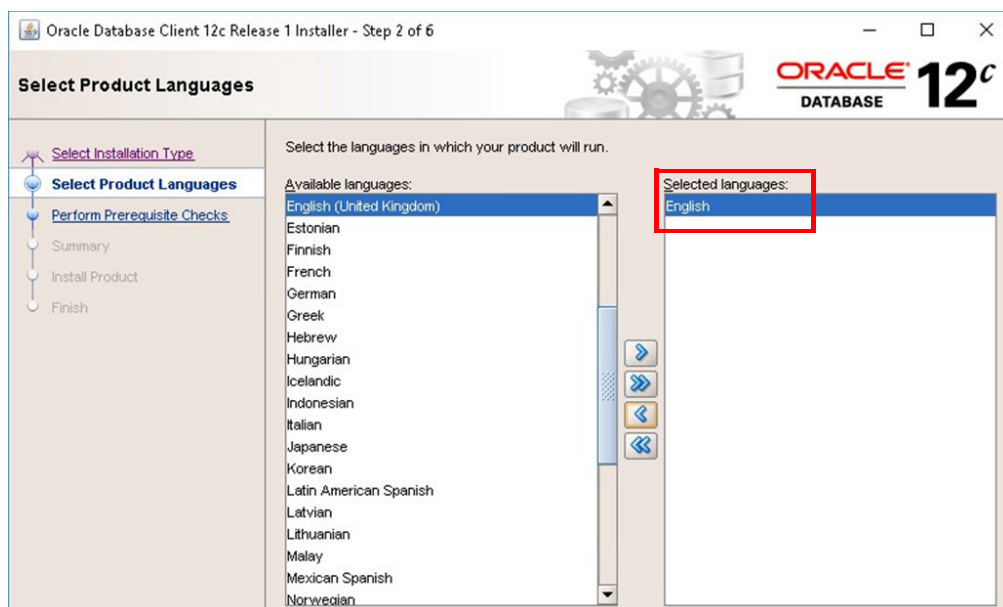 Oracle Database Client 12c Release 1 Installer - Step 2 of 6
Select Product Languages
ORACLE
DATABASE
12c
Select Installation Type
Select Product Languages
Perform Prerequisite Checks
Summary
Install Product
Finish
Select the languages in which your product will run.
Available languages:
English (United Kingdom)
Estonian
Finnish
French
German
Greek
Hebrew
Hungarian
Icelandic
Indonesian
Italian
Japanese
Korean
Latin American Spanish
Latvian
Lithuanian
Malay
Mexican Spanish
Norwegian
Selected languages:
English